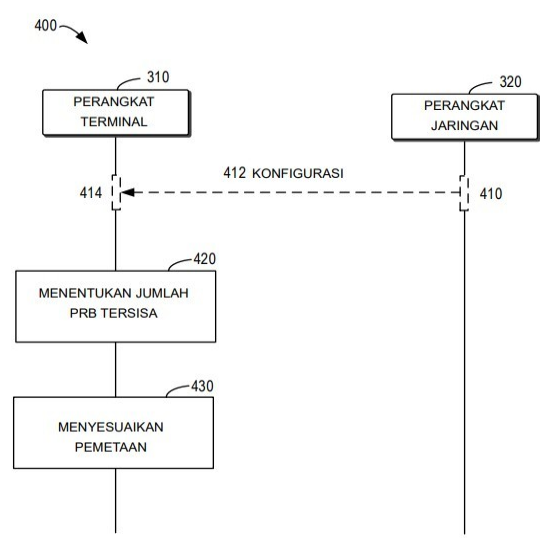 400
310
320
PERANGKAT
TERMINAL
PERANGKAT
JARINGAN
412 KONFIGURASI
414
410
420
MENENTUKAN JUMLAH
PRB TERSISA
430
MENYESUAIKAN
PEMETAAN